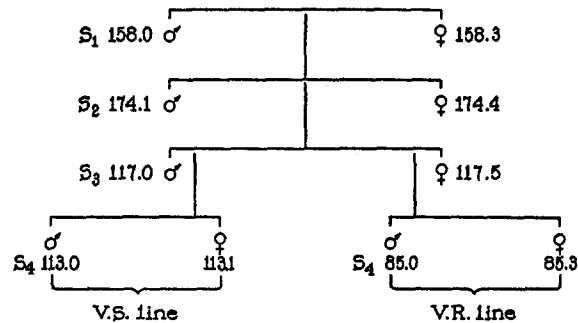 S₁ 158.0 ♂ ♀ 158.3
S₂ 174.1 ♂ ♀ 174.4
S₃ 117.0 ♂ ♀ 117.5
♂ ♀ ♂ ♀
S₄ 113.0 113.1 S₄ 85.0 85.3
V.S. line V.R. line